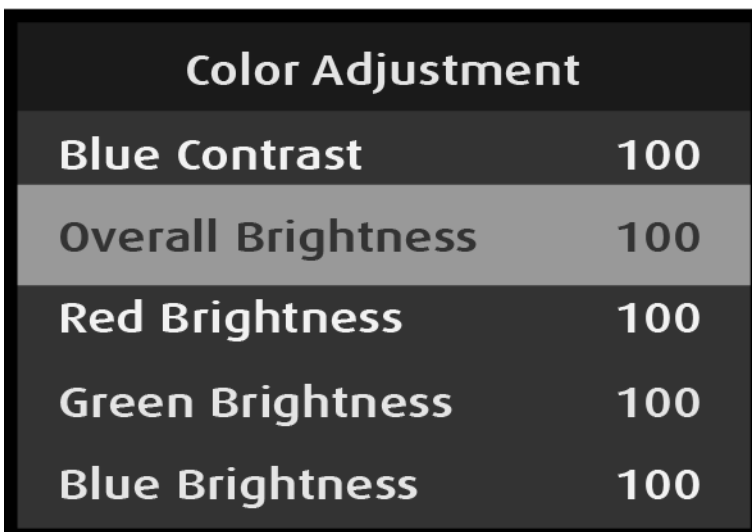 Color Adjustment
Blue Contrast 100
Overall Brightness 100
Red Brightness 100
Green Brightness 100
Blue Brightness 100